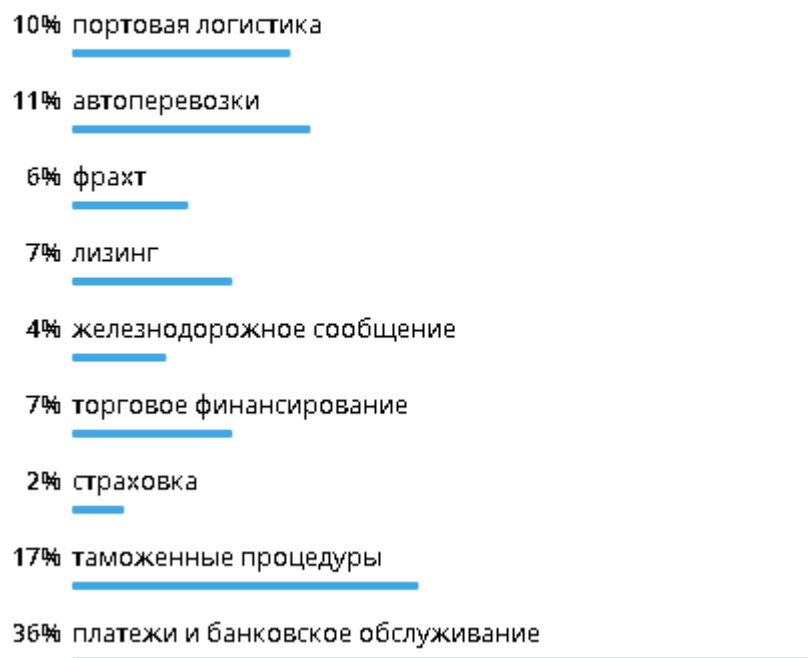 10% портовая логистика
11% автоперевозки
6% фрахт
7% лизинг
4% железнодорожное сообщение
7% торговое финансирование
2% страховка
17% таможенные процедуры
36% платежи и банковское обслуживание